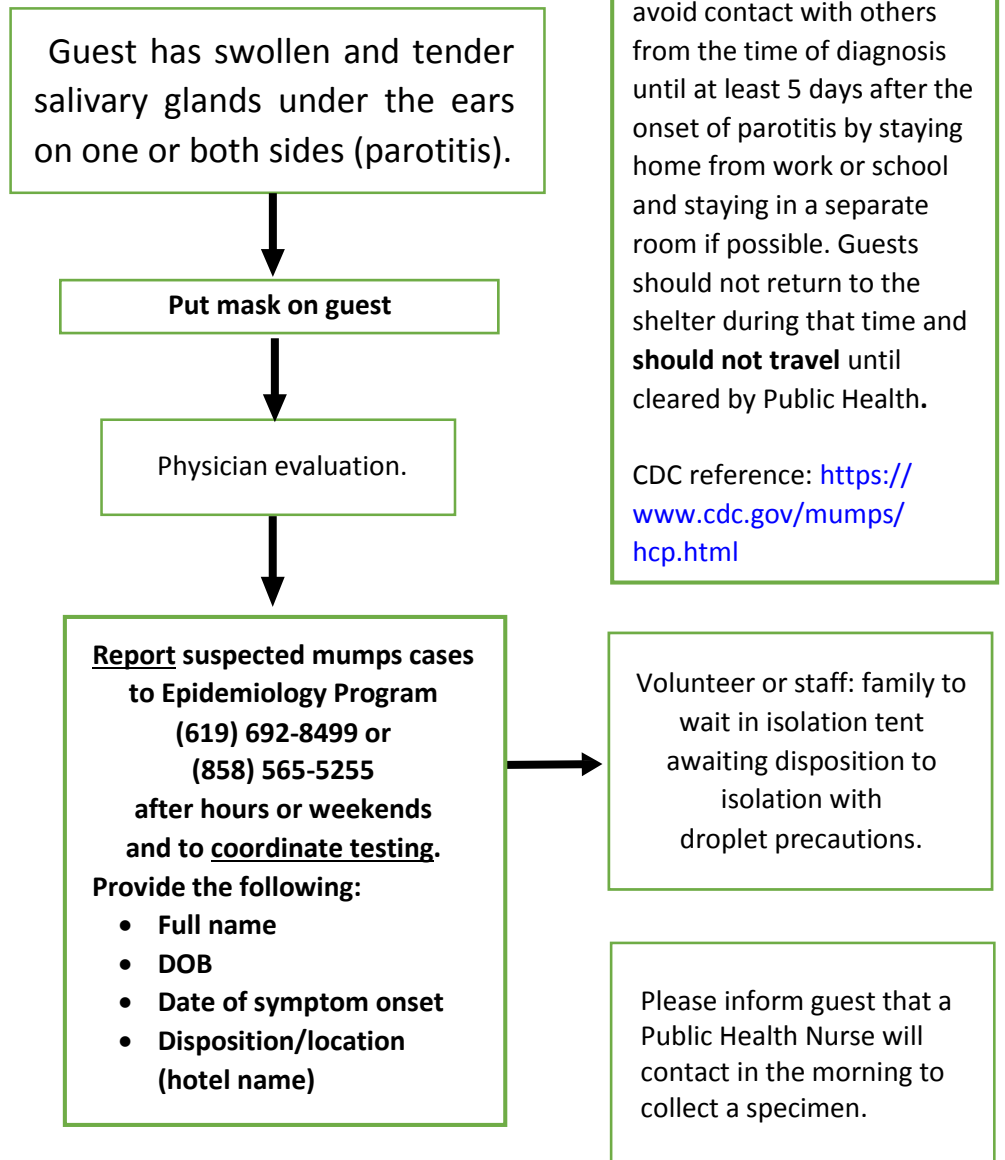 Guest has swollen and tender
salivary glands under the ears
on one or both sides (parotitis).
Put mask on guest
Physician evaluation.
Report suspected mumps cases
to Epidemiology Program
(619) 692-8499 or
(858) 565-5255
after hours or weekends
and to coordinate testing.
Provide the following:
• Full name
• DOB
• Date of symptom onset
• Disposition/location
(hotel name)
avoid contact with others
from the time of diagnosis
until at least 5 days after the
onset of parotitis by staying
home from work or school
and staying in a separate
room if possible. Guests
should not return to the
shelter during that time and
should not travel until
cleared by Public Health.
CDC reference: https://
www.cdc.gov/mumps/
hcp.html
Volunteer or staff: family to
wait in isolation tent
awaiting disposition to
isolation with
droplet precautions.
Please inform guest that a
Public Health Nurse will
contact in the morning to
collect a specimen.